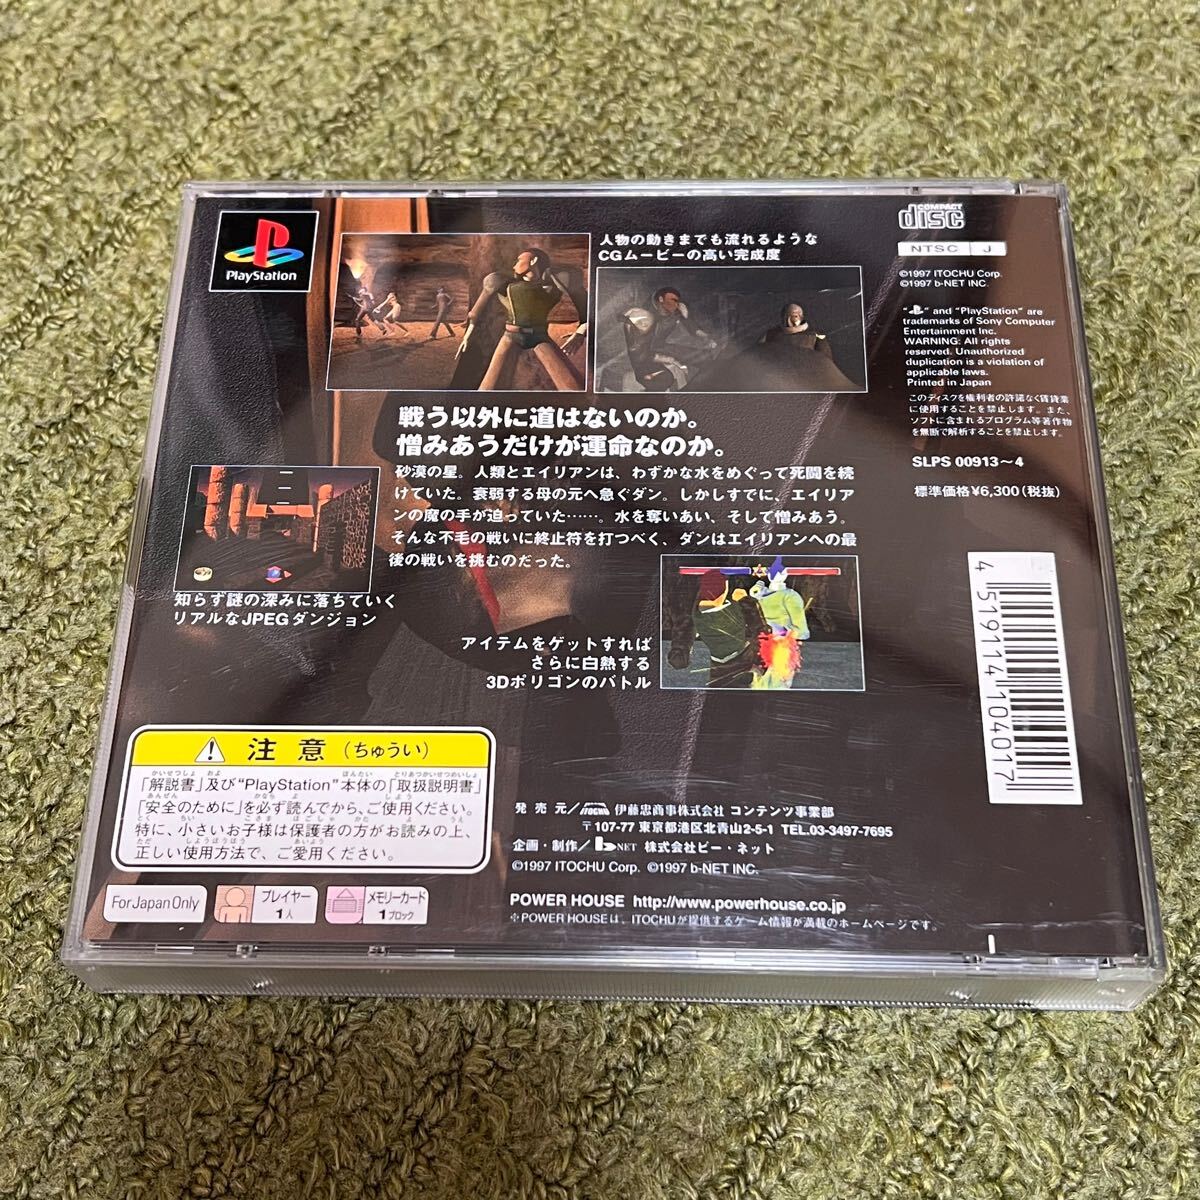 PlayStation
人物の動きまでも流れるような
CGムービーの高い完成度
COMPACT
disc
NTSC J
©1997 ITOCHU Corp.
©1997 b-NET INC.
" " and "PlayStation" are
trademarks of Sony Computer
Entertainment Inc.
WARNING: All rights
reserved. Unauthorized
duplication is a violation of
applicable laws.
Printed in Japan
このディスクを権利者の許諾なく賃貸業
に使用することを禁止します。また、
ソフトに含まれるプログラム等著作物
を無断で解析することを禁止します。
SLPS 00913〜4
標準価格¥6,300(税抜)
戦う以外に道はないのか。
憎みあうだけが運命なのか。
砂漠の星。人類とエイリアンは、わずかな水をめぐって死闘を続
けていた。衰弱する母の元へ急ぐダン。しかしすでに、エイリア
ンの魔の手が迫っていた……。水を奪いあい、そして憎みあう。
そんな不毛の戦いに終止符を打つべく、ダンはエイリアンへの最
後の戦いを挑むのだった。
知らず謎の深みに落ちていく
リアルなJPEGダンジョン
アイテムをゲットすれば
さらに白熱する
3Dポリゴンのバトル
4519114104017
注意(ちゅうい)
「解説書」及び"PlayStation"本体の「取扱説明書」
「安全のために」を必ず読んでから、ご使用ください。
特に、小さいお子様は保護者の方がお読みの上、
正しい使用方法で、ご愛用ください。
For Japan Only
プレイヤー
1人
メモリーカード
1ブロック
発売元/ITOCHU 伊藤忠商事株式会社 コンテンツ事業部
〒107-77 東京都港区北青山2-5-1 TEL.03-3497-7695
企画・制作/b-NET 株式会社ビー・ネット
©1997 ITOCHU Corp. ©1997 b-NET INC.
POWER HOUSE http://www.powerhouse.co.jp
※POWER HOUSEは、ITOCHUが提供するゲーム情報が満載のホームページです。